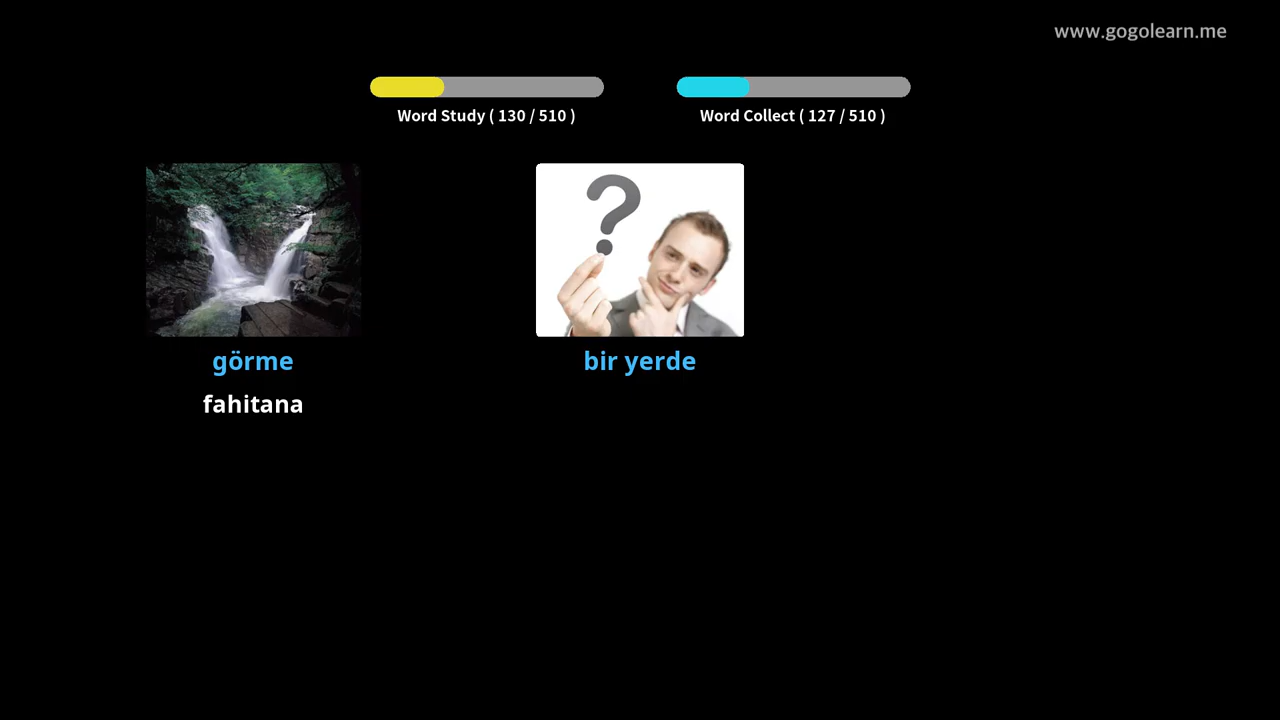 www.gogolearn.me
Word Study ( 130 / 510 )
Word Collect ( 127 / 510 )
görme
bir yerde
fahitana